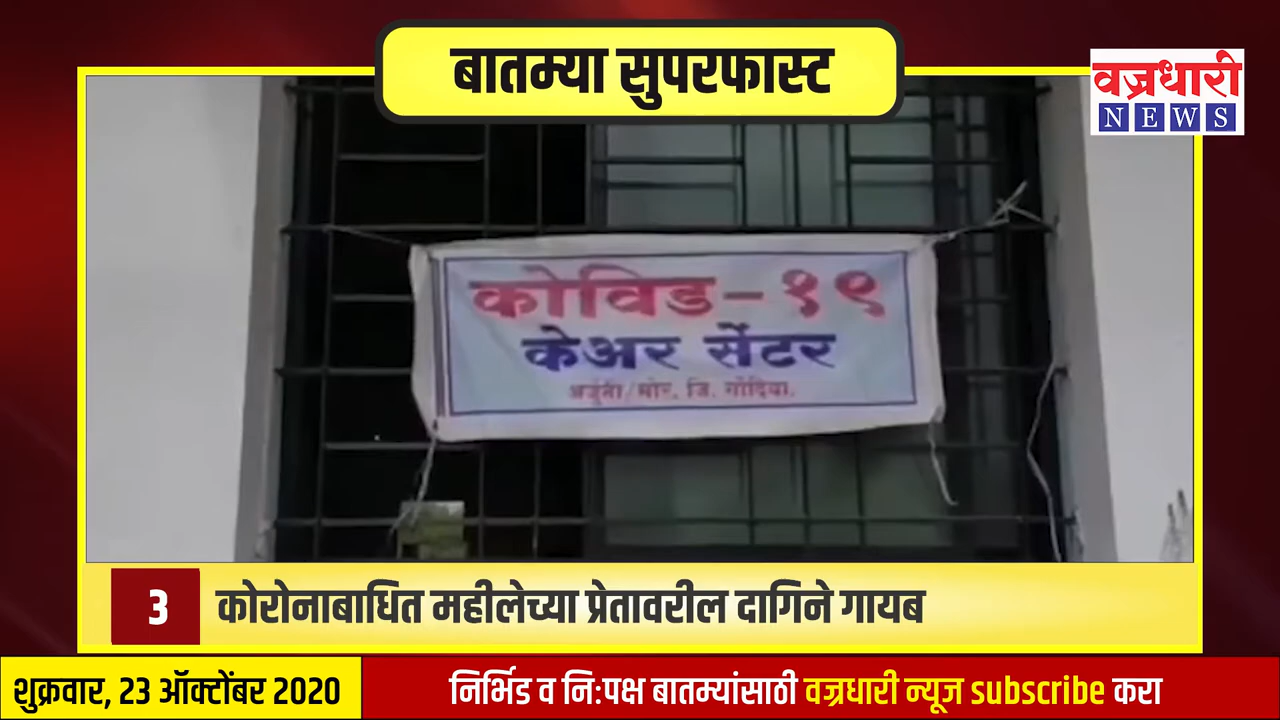 बातम्या सुपरफास्ट
वज्रधारी
NEWS
कोविड - १९
केअर सेंटर
अर्जुनी/मोर, जि. गोंदिया.
3 कोरोनाबाधित महीलेच्या प्रेतावरील दागिने गायब
शुक्रवार, 23 ऑक्टोंबर 2020
निर्भिड व नि:पक्ष बातम्यांसाठी वज्रधारी न्यूज subscribe करा